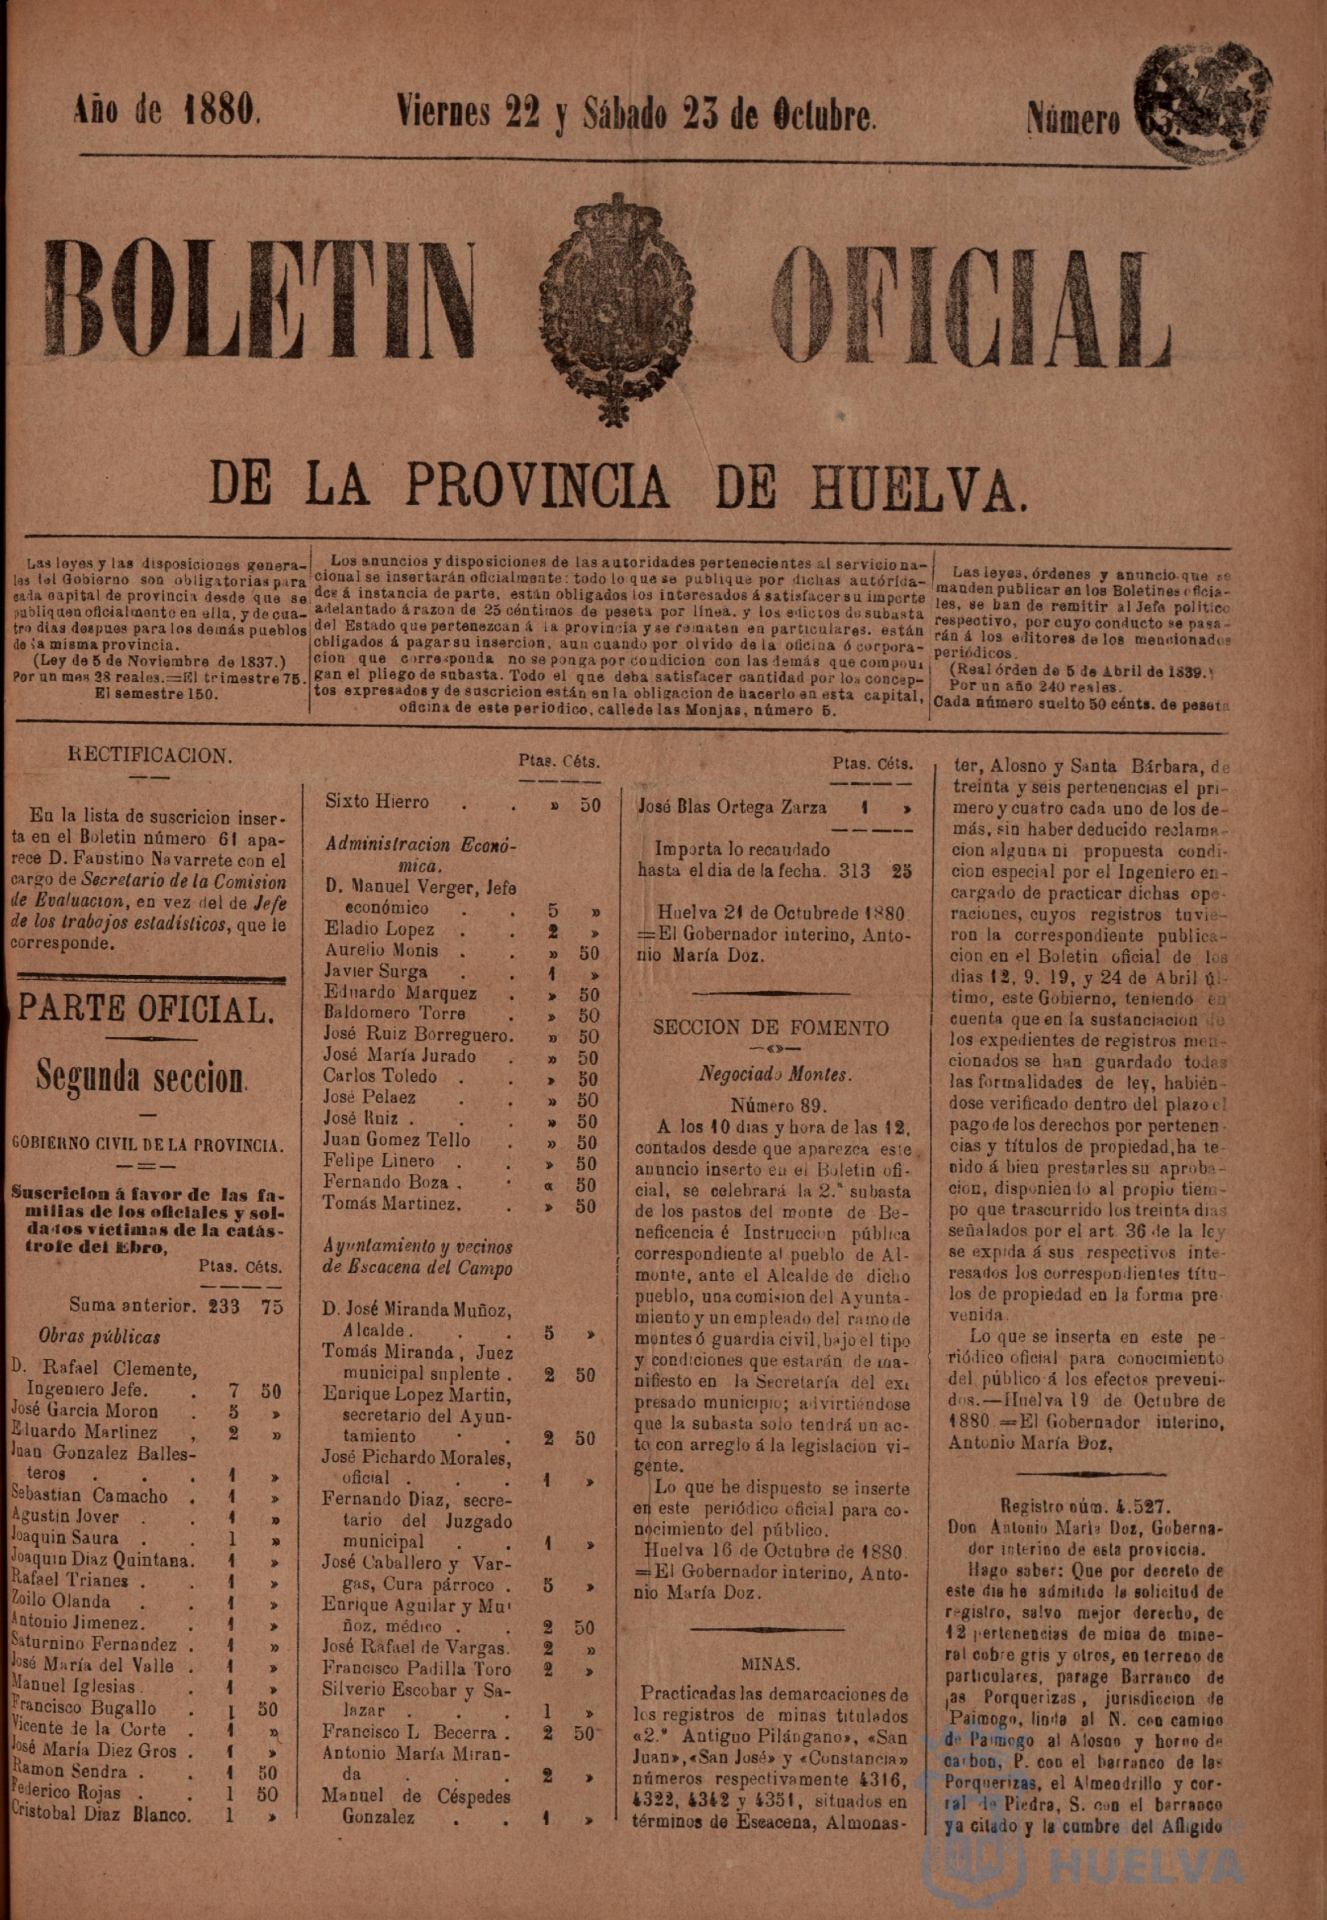 Año de 1880.
Viernes 22 y Sábado 23 de Octubre.
Número
BOLETIN OFICIAL
DE LA PROVINCIA DE HUELVA.
Las leyes y las disposiciones genera-
les del Gobierno son obligatorias para
cada capital de provincia desde que se
publiquen oficialmente en ella, y de cua-
tro dias despues para los demás pueblos
de la misma provincia.
(Ley de 5 de Noviembre de 1837.)
Por un mes 28 reales.=El trimestre 75.
El semestre 150.
Los anuncios y disposiciones de las autoridades pertenecientes al servicio na-
cional se insertarán oficialmente: todo lo que se publique por dichas autorida-
des á instancia de parte, están obligados los interesados á satisfacer su importe
adelantado á razon de 25 céntimos de peseta por línea, y los edictos de subasta
del Estado que pertenezcan á la provincia y se rematen en particulares, están
obligados á pagar su insercion, aun cuando por olvido de la oficina ó corpora-
cion que corresponda no se ponga por condicion con las demás que compon
gan el pliego de subasta. Todo el que deba satisfacer cantidad por los concep-
tos expresados y de suscricion están en la obligacion de hacerlo en esta capital,
oficina de este periodico, calle de las Monjas, número 5.
Las leyes, órdenes y anuncio que se
manden publicar en los Boletines oficia-
les, se ban de remitir al Jefe político
respectivo, por cuyo conducto se pasa-
rán á los editores de los mencionados
periódicos.
(Real órden de 5 de Abril de 1839.)
Por un año 240 reales.
Cada número suelto 50 cénts. de peseta
RECTIFICACION.
En la lista de suscricion inser-
ta en el Boletin número 61 apa-
rece D. Faustino Navarrete con el
cargo de Secretario de la Comision
de Evaluacion, en vez del de Jefe
de los trabajos estadísticos, que le
corresponde.
PARTE OFICIAL.
Segunda seccion.
GOBIERNO CIVIL DE LA PROVINCIA.
Suscricion á favor de las fa-
milias de los oficiales y sol-
dados víctimas de la catás-
trofe del Ebro,
Ptas. Céts.
Suma anterior. 233 75
Obras públicas
D. Rafael Clemente,
Ingeniero Jefe. . 7 50
José Garcia Moron . 5 »
Eduardo Martinez , 2 »
Juan Gonzalez Balles-
teros . . . 1 »
Sebastian Camacho . 1 »
Agustin Jover . . 1 »
Joaquin Saura . . 1 »
Joaquin Diaz Quintana. 1 »
Rafael Trianes . . 1 »
Zoilo Olanda . . 1 »
Antonio Jimenez. . 1 »
Saturnino Fernandez . 1 »
José María del Valle . 1 »
Manuel Iglesias. . 1 »
Francisco Bugallo . 1 50
Vicente de la Corte . 1 »
José María Diez Gros . 1 »
Ramon Sendra . . 1 50
Federico Rojas . . 1 50
Cristobal Diaz Blanco. 1 »
Ptas. Céts.
Sixto Hierro . . » 50
Administracion Econó-
mica.
D. Manuel Verger, Jefe
económico . . 5 »
Eladio Lopez . . 2 »
Aurelio Monis . . » 50
Javier Surga . . 1 »
Eduardo Marquez . » 50
Baldomero Torre . » 50
José Ruiz Borreguero. » 50
José María Jurado . » 50
Carlos Toledo . . » 50
José Pelaez . . » 50
José Ruiz . . » 50
Juan Gomez Tello . » 50
Felipe Linero . . » 50
Fernando Boza . · « 50
Tomás Martinez. . » 50
Ayuntamiento y vecinos
de Escacena del Campo
D. José Miranda Muñoz,
Alcalde . . . 5 »
Tomás Miranda, Juez
municipal suplente . 2 50
Enrique Lopez Martin,
secretario del Ayun-
tamiento · . 2 50
José Pichardo Morales,
oficial . . . 1 »
Fernando Diaz, secre-
tario del Juzgado
municipal . . 1 »
José Caballero y Var-
gas, Cura párroco . 5 »
Enrique Aguilar y Mu-
ñoz, médico . . 2 50
José Rafael de Vargas. 2 »
Francisco Padilla Toro 2 »
Silverio Escobar y Sa-
lazar . . . 1 »
Francisco L Becerra . 2 50
Antonio María Miran-
da . . . 2 »
Manuel de Céspedes
Gonzalez . . 1 »
Ptas. Céts.
José Blas Ortega Zarza 1 »
Importa lo recaudado
hasta el dia de la fecha. 313 25
Huelva 21 de Octubre de 1880.
=El Gobernador interino, Anto-
nio María Doz.
SECCION DE FOMENTO
Negociado Montes.
Número 89.
A los 10 dias y hora de las 12,
contados desde que aparezca este
anuncio inserto en el Boletin ofi-
cial, se celebrará la 2.ª subasta
de los pastos del monte de Be-
neficencia é Instruccion pública
correspondiente al pueblo de Al-
monte, ante el Alcalde de dicho
pueblo, una comision del Ayunta-
miento y un empleado del ramo de
montes ó guardia civil, bajo el tipo
y condiciones que estarán de ma-
nifiesto en la Secretaría del ex
presado municipio; advirtiéndose
que la subasta solo tendrá un ac-
to con arreglo á la legislacion vi-
gente.
Lo que he dispuesto se inserte
en este periódico oficial para co-
nocimiento del público.
Huelva 16 de Octubre de 1880.
=El Gobernador interino, Anto-
nio María Doz.
MINAS.
Practicadas las demarcaciones de
los registros de minas titulados
«2.º Antiguo Pilángano», «San
Juan», «San José» y «Constancia»
números respectivamente 4316,
4322, 4342 y 4351, situados en
términos de Escacena, Almonas-
ter, Alosno y Santa Bárbara, de
treinta y seis pertenencias el pri-
mero y cuatro cada uno de los de-
más, sin haber deducido reclama-
cion alguna ni propuesta condi-
cion especial por el Ingeniero en-
cargado de practicar dichas ope-
raciones, cuyos registros tuvie-
ron la correspondiente publica-
cion en el Boletin oficial de los
dias 12, 9, 19, y 24 de Abril úl-
timo, este Gobierno, teniendo en
cuenta que en la sustanciacion de
los expedientes de registros men-
cionados se han guardado todas
las formalidades de ley, habién-
dose verificado dentro del plazo el
pago de los derechos por pertenen-
cias y títulos de propiedad, ha te-
nido á bien prestarles su aproba-
cion, disponiendo al propio tiem-
po que trascurrido los treinta dias
señalados por el art. 36 de la ley
se expida á sus respectivos inte-
resados los correspondientes títu-
los de propiedad en la forma pre-
venida.
Lo que se inserta en este pe-
riódico oficial para conocimiento
del público á los efectos preveni-
dos.—Huelva 19 de Octubre de
1880.=El Gobernador interino,
Antonio María Doz,
Registro núm. 4.527.
Don Antonio María Doz, Goberna-
dor interino de esta provincia.
Hago saber: Que por decreto de
este dia he admitido la solicitud de
registro, salvo mejor derecho, de
12 pertenencias de mina de mine-
ral cobre gris y otros, en terreno de
particulares, parage Barranco de
las Porquerizas, jurisdiccion de
Paimogo, linda al N. con camino
de Paimogo al Alosno y horno de
carbon, P. con el barranco de las
Porquerizas, el Almendrillo y cor-
ral de Piedra, S. con el barranco
ya citado y la cumbre del Afligido
HUELVA